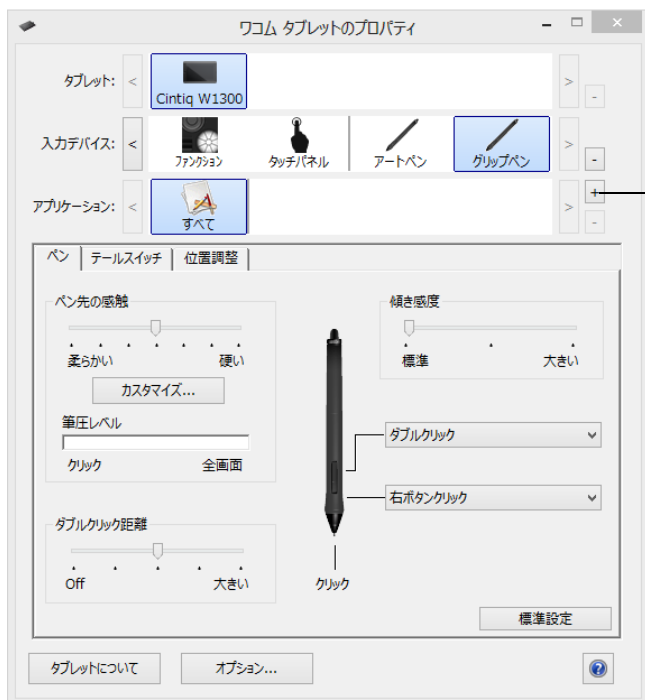 ワコム タブレットのプロパティ
タブレット: < Cintiq W1300 > -
入力デバイス: < ファンクション タッチパネル アートペン グリップペン > -
アプリケーション: < すべて > + -
ペン テールスイッチ 位置調整
ペン先の感触 傾き感度
柔らかい 硬い 標準 大きい
カスタマイズ...
筆圧レベル
ダブルクリック
クリック 全画面
右ボタンクリック
ダブルクリック距離
Off 大きい クリック
標準設定
タブレットについて オプション... ?